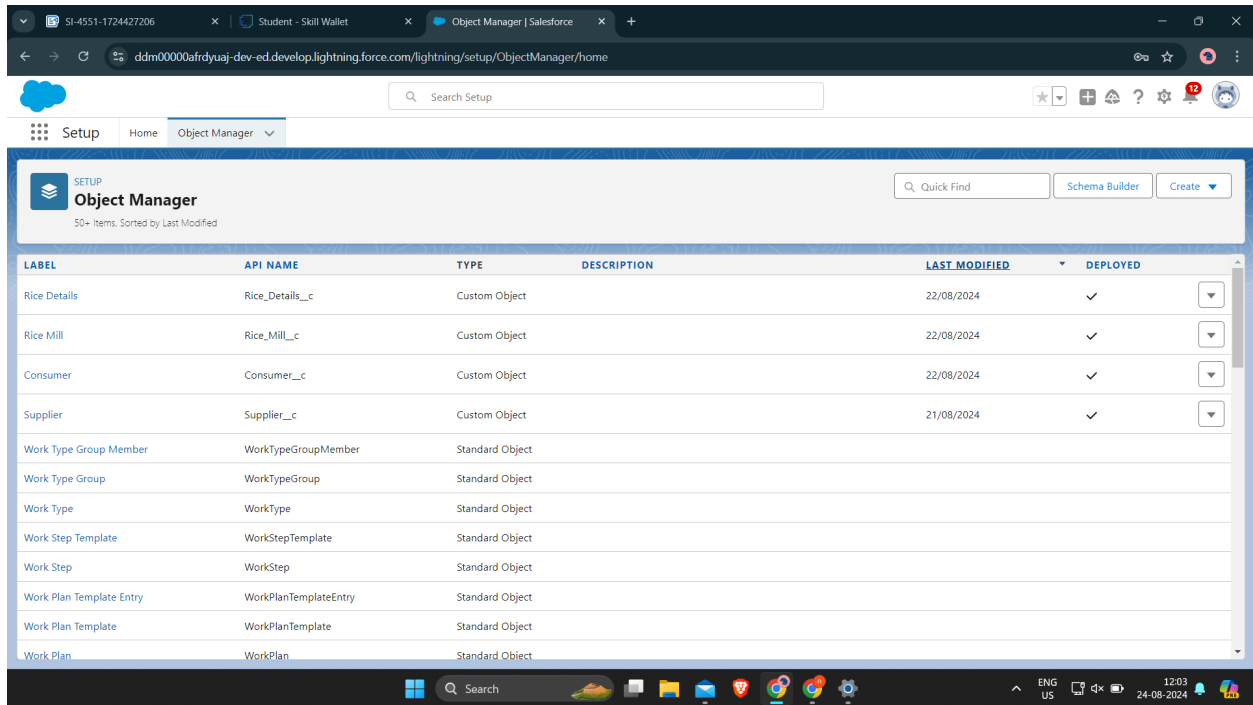 SI-4551-1724427206
Student - Skill Wallet
Object Manager | Salesforce
ddm00000afrdyuaj-dev-ed.develop.lightning.force.com/lightning/setup/ObjectManager/home
Search Setup
12
Setup
Home
Object Manager
SETUP
Object Manager
50+ Items, Sorted by Last Modified
Quick Find
Schema Builder
Create
LABEL API NAME TYPE DESCRIPTION LAST MODIFIED DEPLOYED
Rice Details Rice_Details__c Custom Object 22/08/2024
Rice Mill Rice_Mill__c Custom Object 22/08/2024
Consumer Consumer__c Custom Object 22/08/2024
Supplier Supplier__c Custom Object 21/08/2024
Work Type Group Member WorkTypeGroupMember Standard Object
Work Type Group WorkTypeGroup Standard Object
Work Type WorkType Standard Object
Work Step Template WorkStepTemplate Standard Object
Work Step WorkStep Standard Object
Work Plan Template Entry WorkPlanTemplateEntry Standard Object
Work Plan Template WorkPlanTemplate Standard Object
Work Plan WorkPlan Standard Object
Search
ENG
US
12:03
24-08-2024